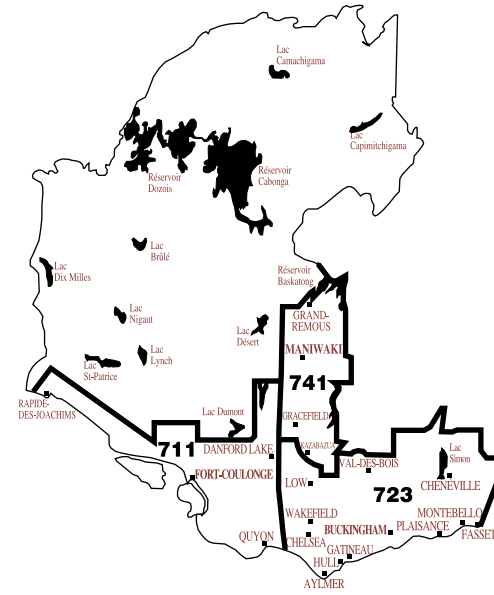 Lac
Camachigama
Lac
Capimitchigama
Réservoir
Dozois
Réservoir
Cabonga
Lac
Brûlé
Lac
Dix Milles
Réservoir
Baskatong
Lac
Nigaut
GRAND-
REMOUS
Lac
Désert
MANIWAKI
Lac
Lynch
Lac
St-Patrice
741
RAPIDE-
DES-JOACHIMS
Lac Dumont
GRACEFIELD
711
DANFORD LAKE
KAZABAZUA
Lac
Simon
VAL-DES-BOIS
FORT-COULONGE
LOW
CHENEVILLE
723
WAKEFIELD
BUCKINGHAM
PLAISANCE
MONTEBELLO
FASSET
QUYON
CHELSEA
GATINEAU
HULL
AYLMER